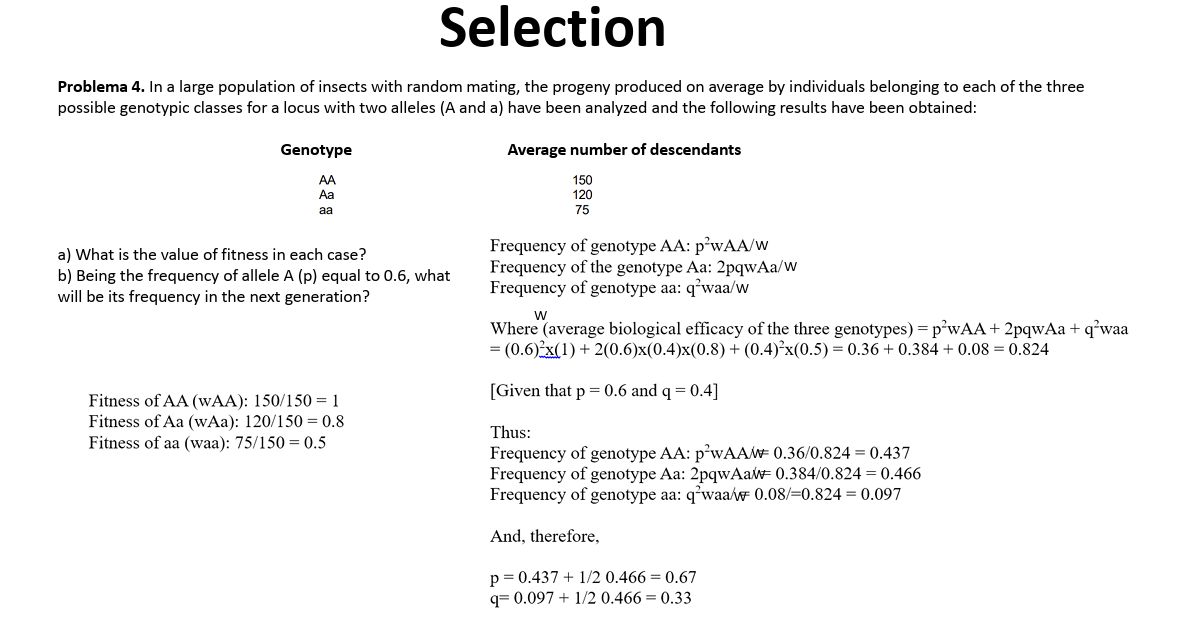 Selection
Problema 4. In a large population of insects with random mating, the progeny produced on average by individuals belonging to each of the three
possible genotypic classes for a locus with two alleles (A and a) have been analyzed and the following results have been obtained:
Genotype Average number of descendants
AA 150
Aa 120
aa 75
a) What is the value of fitness in each case?
b) Being the frequency of allele A (p) equal to 0.6, what
will be its frequency in the next generation?
Fitness of AA (wAA): 150/150 = 1
Fitness of Aa (wAa): 120/150 = 0.8
Fitness of aa (waa): 75/150 = 0.5
Frequency of genotype AA: p²wAA/w
Frequency of the genotype Aa: 2pqwAa/w
Frequency of genotype aa: q²waa/w
w
Where (average biological efficacy of the three genotypes) = p²wAA + 2pqwAa + q²waa
= (0.6)²x(1) + 2(0.6)x(0.4)x(0.8) + (0.4)²x(0.5) = 0.36 + 0.384 + 0.08 = 0.824
[Given that p = 0.6 and q = 0.4]
Thus:
Frequency of genotype AA: p²wAA/w= 0.36/0.824 = 0.437
Frequency of genotype Aa: 2pqwAa/w= 0.384/0.824 = 0.466
Frequency of genotype aa: q²waa/w= 0.08/=0.824 = 0.097
And, therefore,
p = 0.437 + 1/2 0.466 = 0.67
q= 0.097 + 1/2 0.466 = 0.33